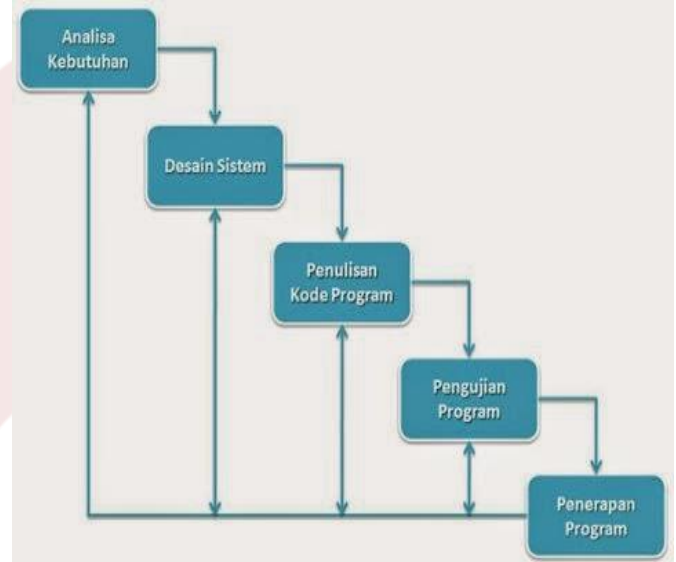 Analisa
Kebutuhan
Desain Sistem
Penulisan
Kode Program
Pengujian
Program
Penerapan
Program